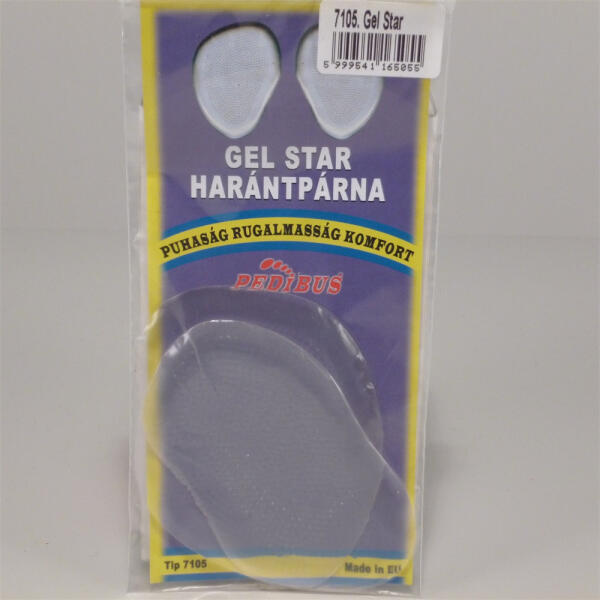 7105. Gel Star
5 999541 165055
GEL STAR
HARÁNTPÁRNA
PUHASÁG RUGALMASSÁG KOMFORT
PEDIBUS
Tip 7105
Made in EU